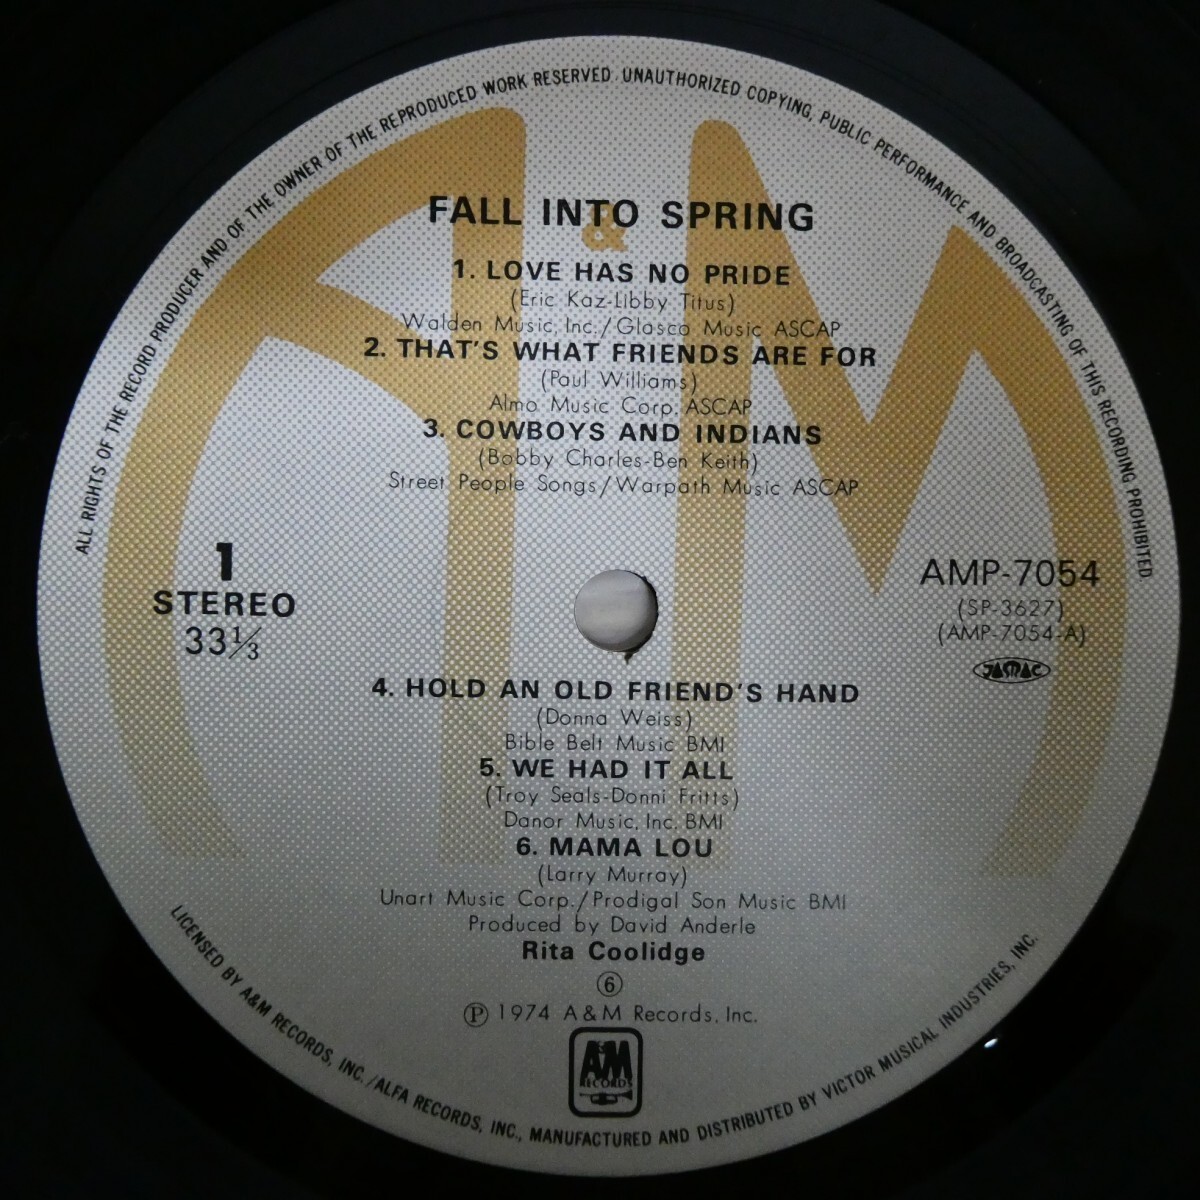 ALL RIGHTS OF THE RECORD PRODUCER AND OF THE OWNER OF THE REPRODUCED WORK RESERVED. UNAUTHORIZED COPYING, PUBLIC PERFORMANCE AND BROADCASTING OF THIS RECORDING PROHIBITED.
FALL INTO SPRING
&
1. LOVE HAS NO PRIDE
(Eric Kaz-Libby Titus)
Walden Music, Inc./Glasco Music ASCAP
2. THAT'S WHAT FRIENDS ARE FOR
(Paul Williams)
Almo Music Corp. ASCAP
3. COWBOYS AND INDIANS
(Bobby Charles-Ben Keith)
Street People Songs/Warpath Music ASCAP
1
STEREO
33⅓
AMP-7054
(SP-3627)
(AMP-7054-A)
JASRAC
4. HOLD AN OLD FRIEND'S HAND
(Donna Weiss)
Bible Belt Music BMI
5. WE HAD IT ALL
(Troy Seals-Donni Fritts)
Danor Music, Inc. BMI
6. MAMA LOU
(Larry Murray)
Unart Music Corp./Prodigal Son Music BMI
Produced by David Anderle
Rita Coolidge
⑥
Ⓟ 1974 A & M Records, Inc.
A&M
RECORDS
LICENSED BY A&M RECORDS, INC./ALFA RECORDS, INC., MANUFACTURED AND DISTRIBUTED BY VICTOR MUSICAL INDUSTRIES, INC.